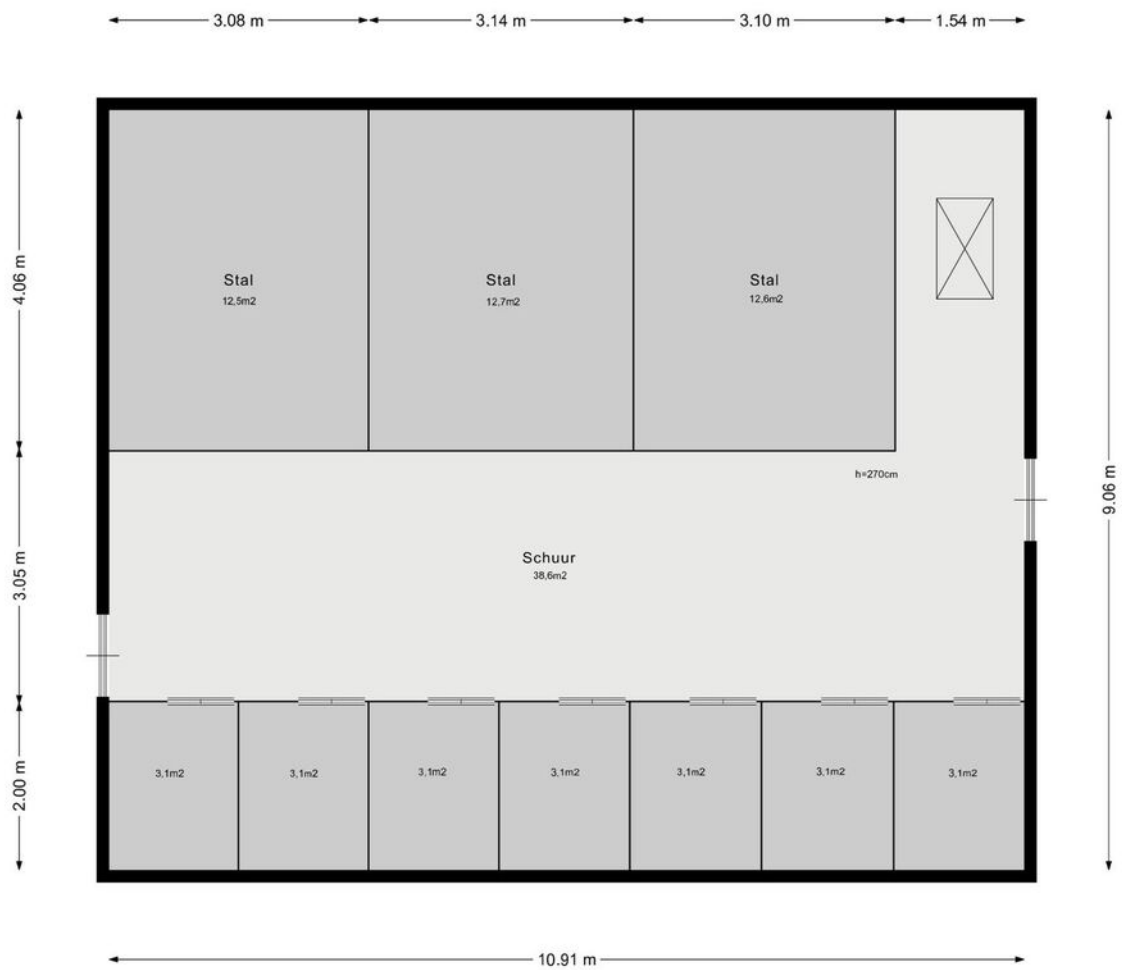 3.08 m
3.14 m
3.10 m
1.54 m
4.06 m
3.05 m
2.00 m
9.06 m
Stal
12,5m2
Stal
12,7m2
Stal
12,6m2
h=270cm
Schuur
38,6m2
3,1m2
3,1m2
3,1m2
3,1m2
3,1m2
3,1m2
3,1m2
10.91 m